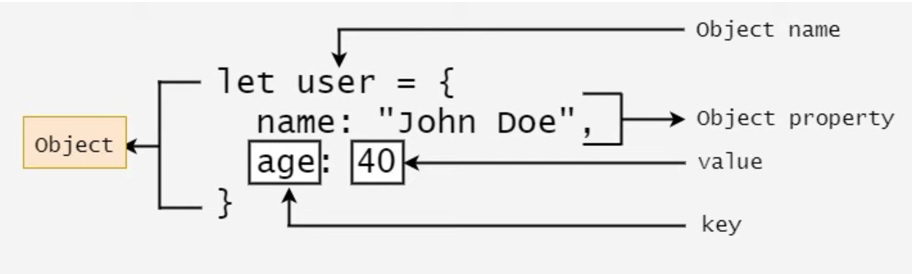 Object name
let user = {
name: "John Doe",
Object property
Object
age: 40
value
}
key